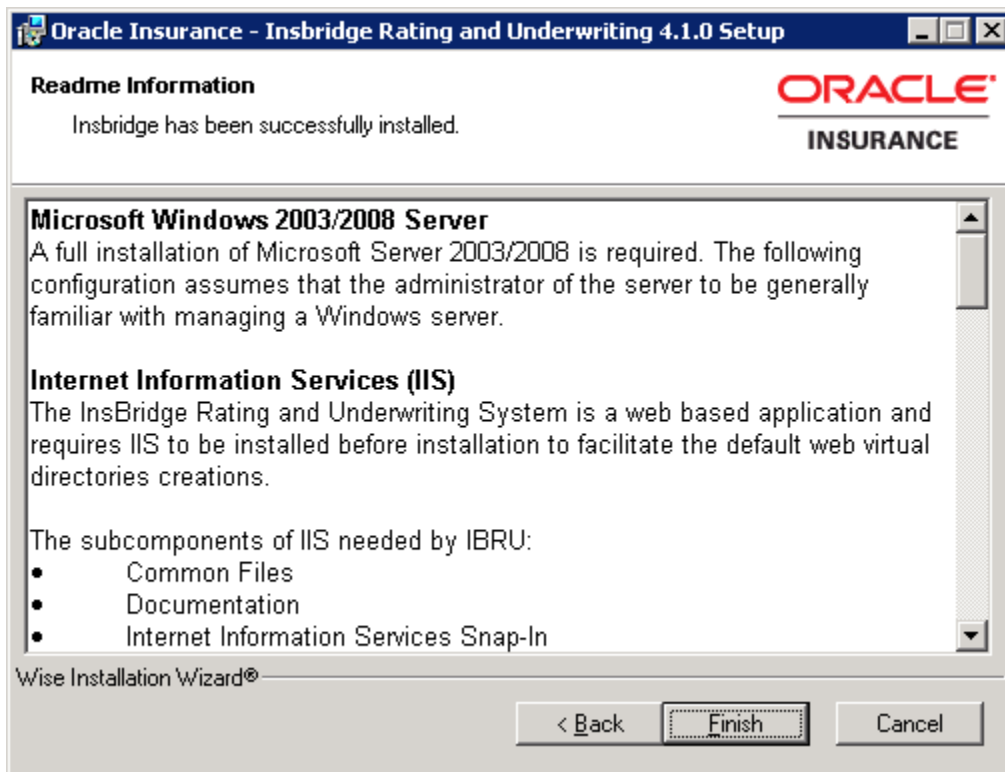 Oracle Insurance - Insbridge Rating and Underwriting 4.1.0 Setup
Readme Information
Insbridge has been successfully installed.
ORACLE
INSURANCE
Microsoft Windows 2003/2008 Server
A full installation of Microsoft Server 2003/2008 is required. The following
configuration assumes that the administrator of the server to be generally
familiar with managing a Windows server.
Internet Information Services (IIS)
The InsBridge Rating and Underwriting System is a web based application and
requires IIS to be installed before installation to facilitate the default web virtual
directories creations.
The subcomponents of IIS needed by IBRU:
• Common Files
• Documentation
• Internet Information Services Snap-In
Wise Installation Wizard®
< Back Finish Cancel